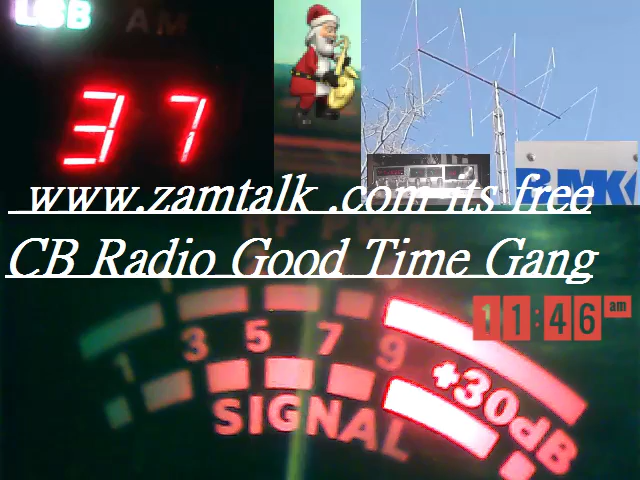 LSB AM
37
www.zamtalk .com its free
CB Radio Good Time Gang
11:46 am
1 3 5 7 9 +30dB
SIGNAL